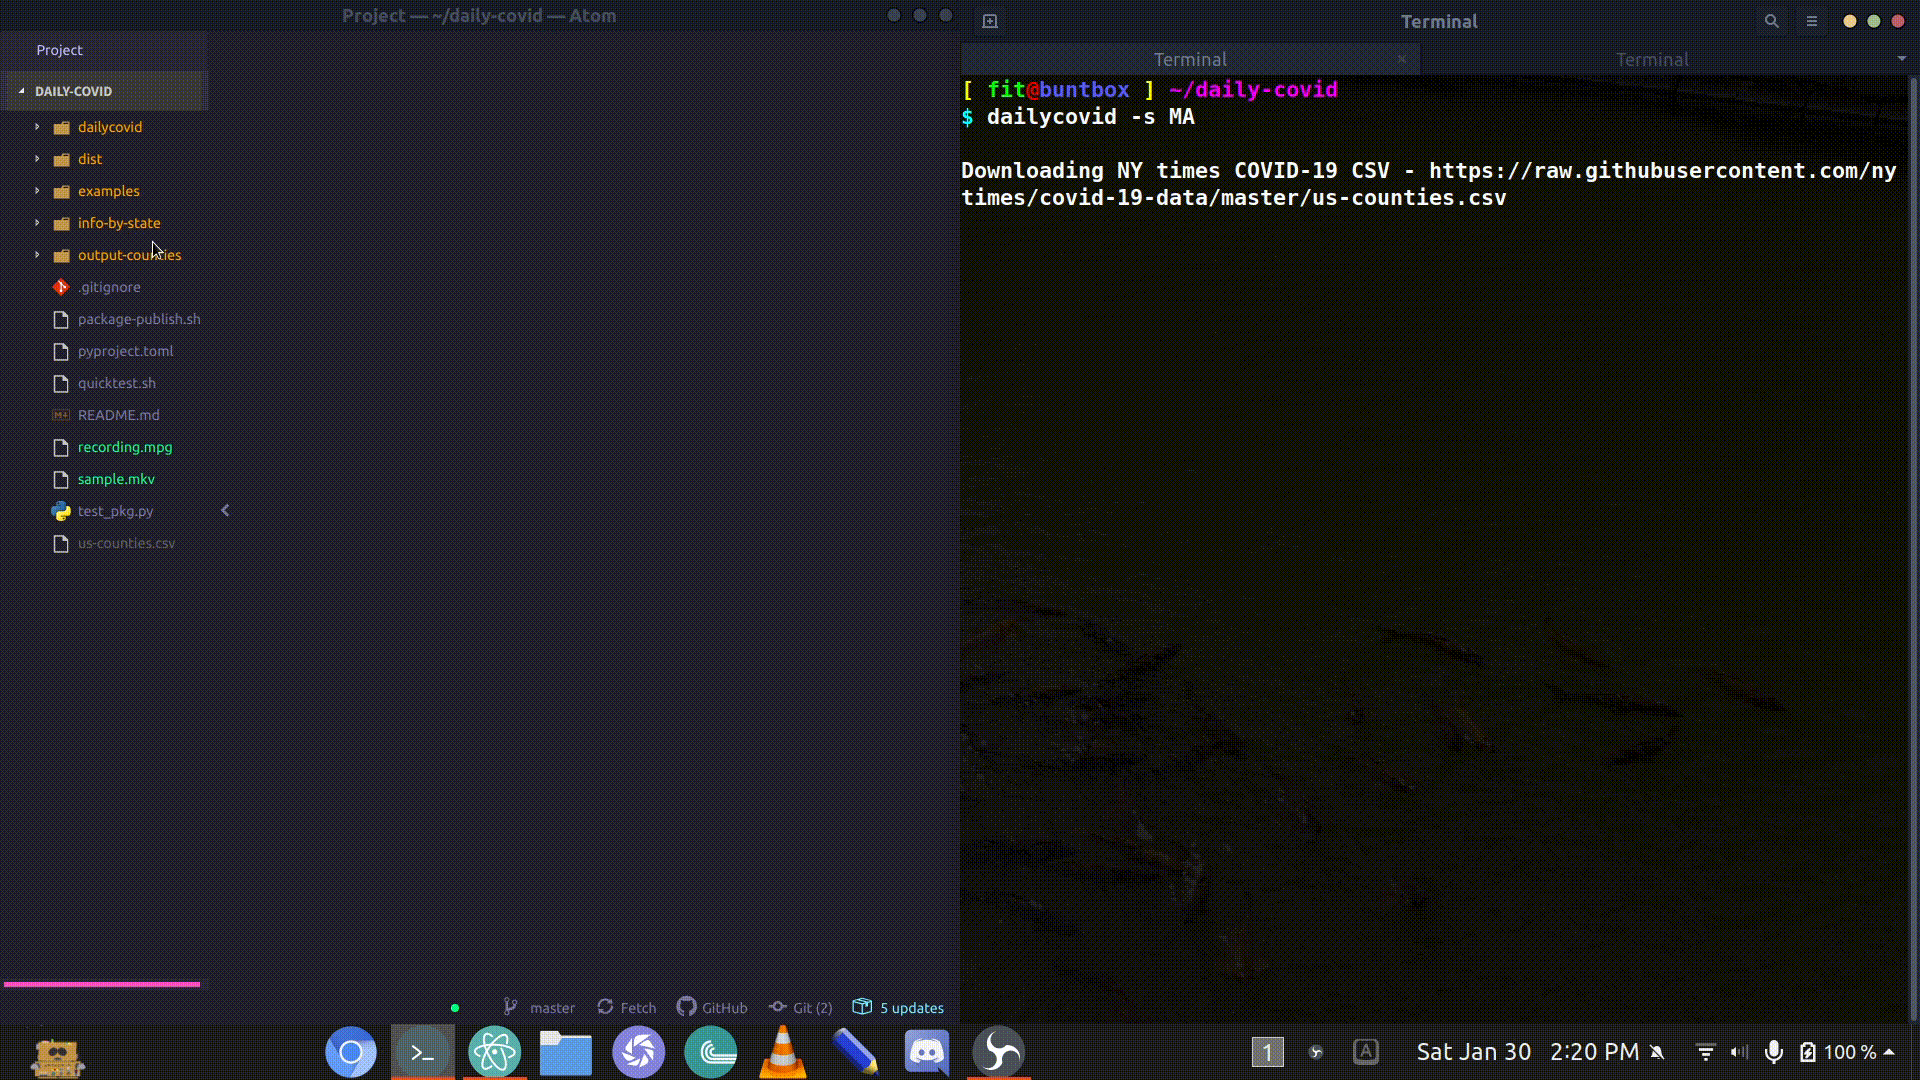 Project — ~/daily-covid — Atom
Project
DAILY-COVID
dailycovid
dist
examples
info-by-state
output-counties
.gitignore
package-publish.sh
pyproject.toml
quicktest.sh
README.md
recording.mpg
sample.mkv
test_pkg.py
us-counties.csv
master
Fetch
GitHub
Git (2)
5 updates
Terminal
Terminal
Terminal
[ fit@buntbox ] ~/daily-covid
$ dailycovid -s MA
Downloading NY times COVID-19 CSV - https://raw.githubusercontent.com/ny
times/covid-19-data/master/us-counties.csv
1
A
Sat Jan 30 2:20 PM
100 %